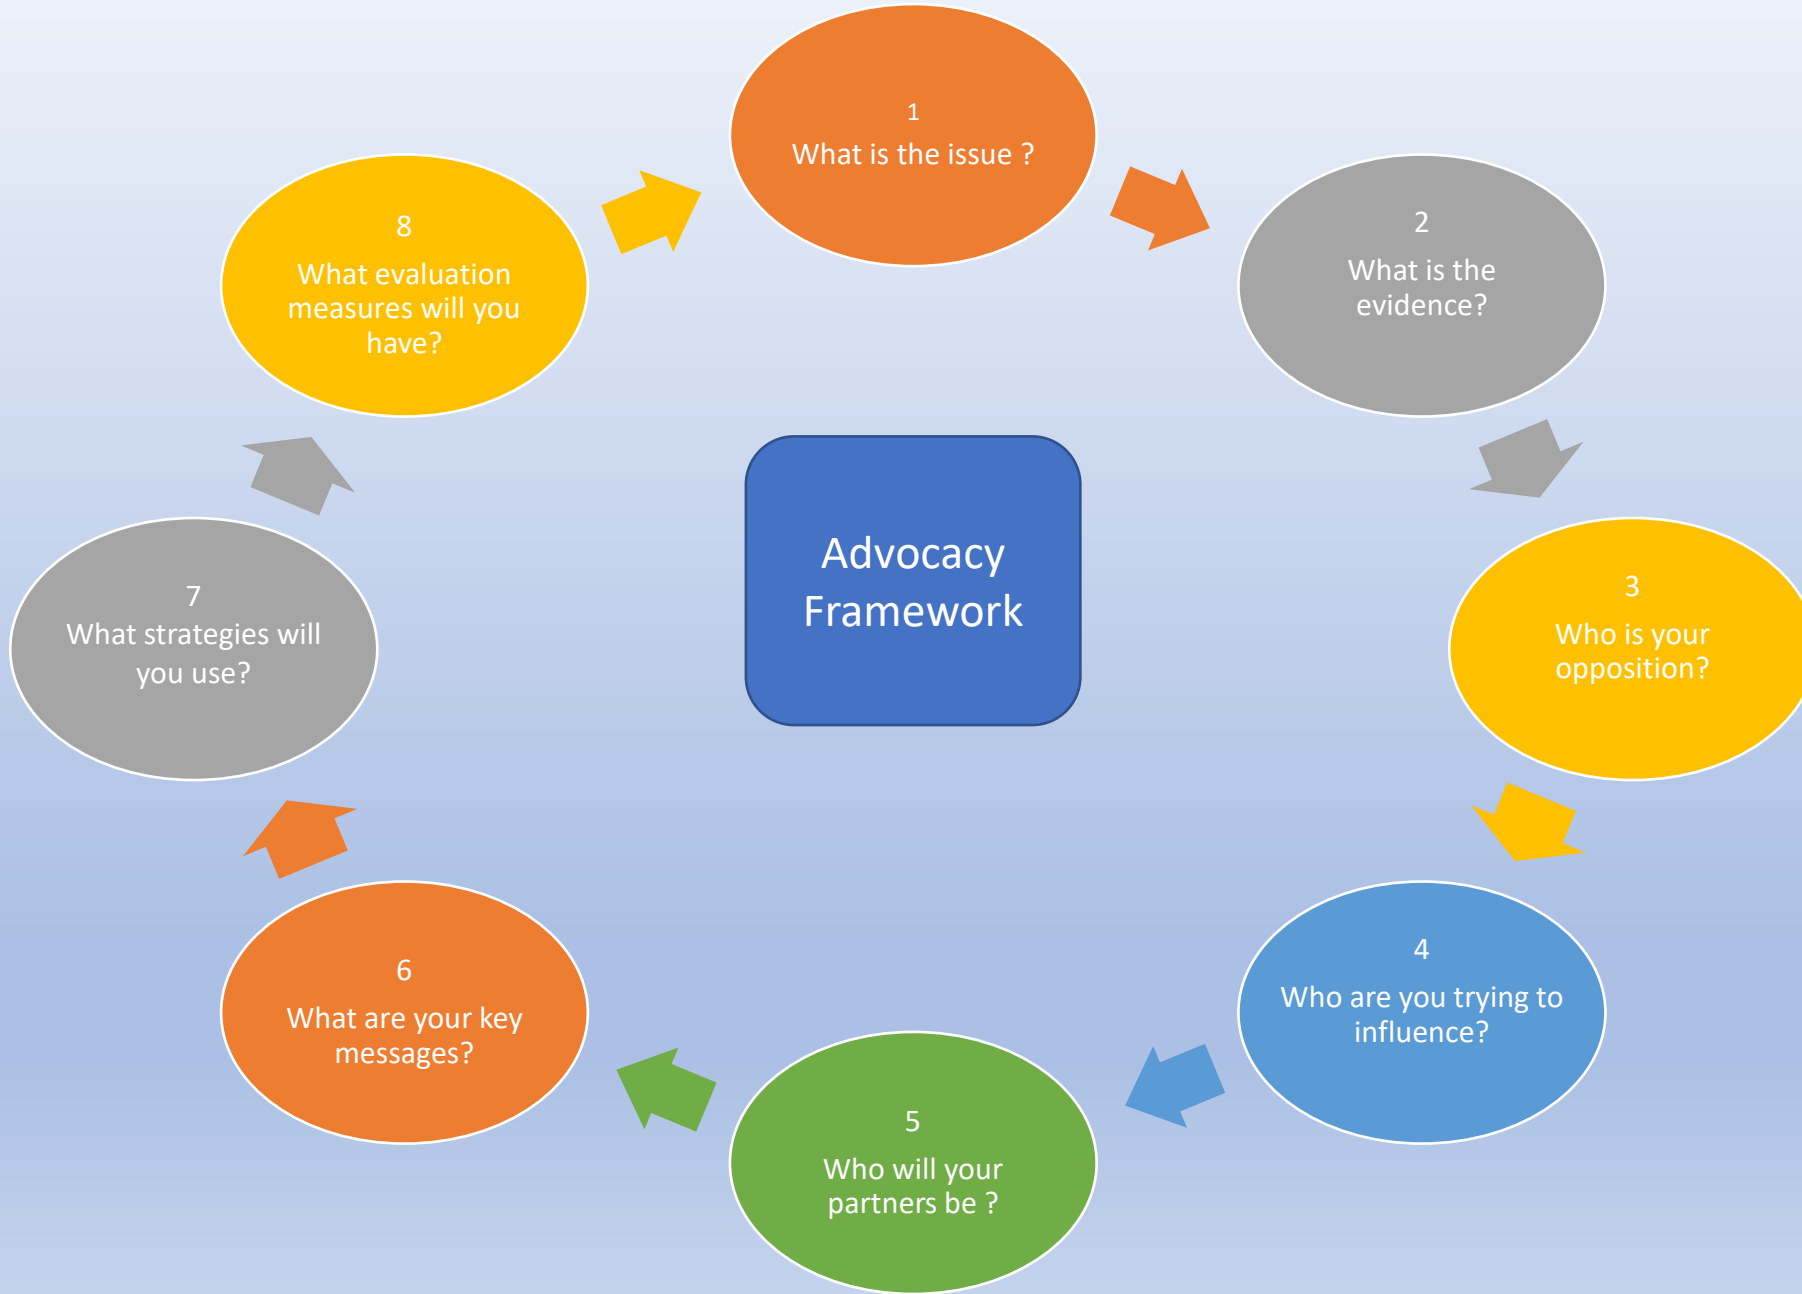 1
What is the issue ?
2
What is the
evidence?
3
Who is your
opposition?
4
Who are you trying to
influence?
5
Who will your
partners be ?
6
What are your key
messages?
7
What strategies will
you use?
8
What evaluation
measures will you
have?
Advocacy
Framework